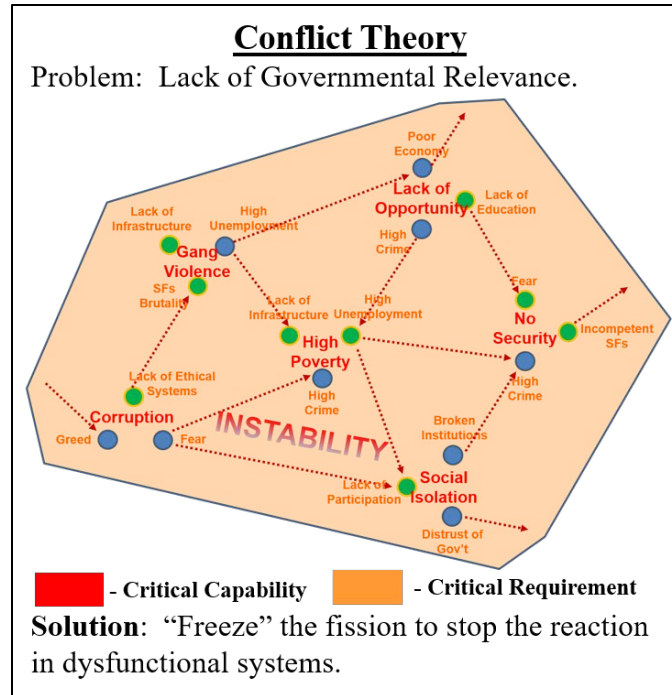 Conflict Theory
Problem: Lack of Governmental Relevance.
Poor
Economy
Lack of
Opportunity
Lack of
Education
High
Crime
Lack of
Infrastructure
High
Unemployment
Gang
Violence
SFs
Brutality
Fear
No
Security
Incompetent
SFs
High
Crime
Lack of
Infrastructure
High
Unemployment
High
Poverty
High
Crime
Lack of Ethical
Systems
Corruption
Greed
Fear
INSTABILITY
Broken
Institutions
Social
Isolation
Lack of
Participation
Distrust of
Gov't
- Critical Capability
- Critical Requirement
Solution: “Freeze” the fission to stop the reaction
in dysfunctional systems.